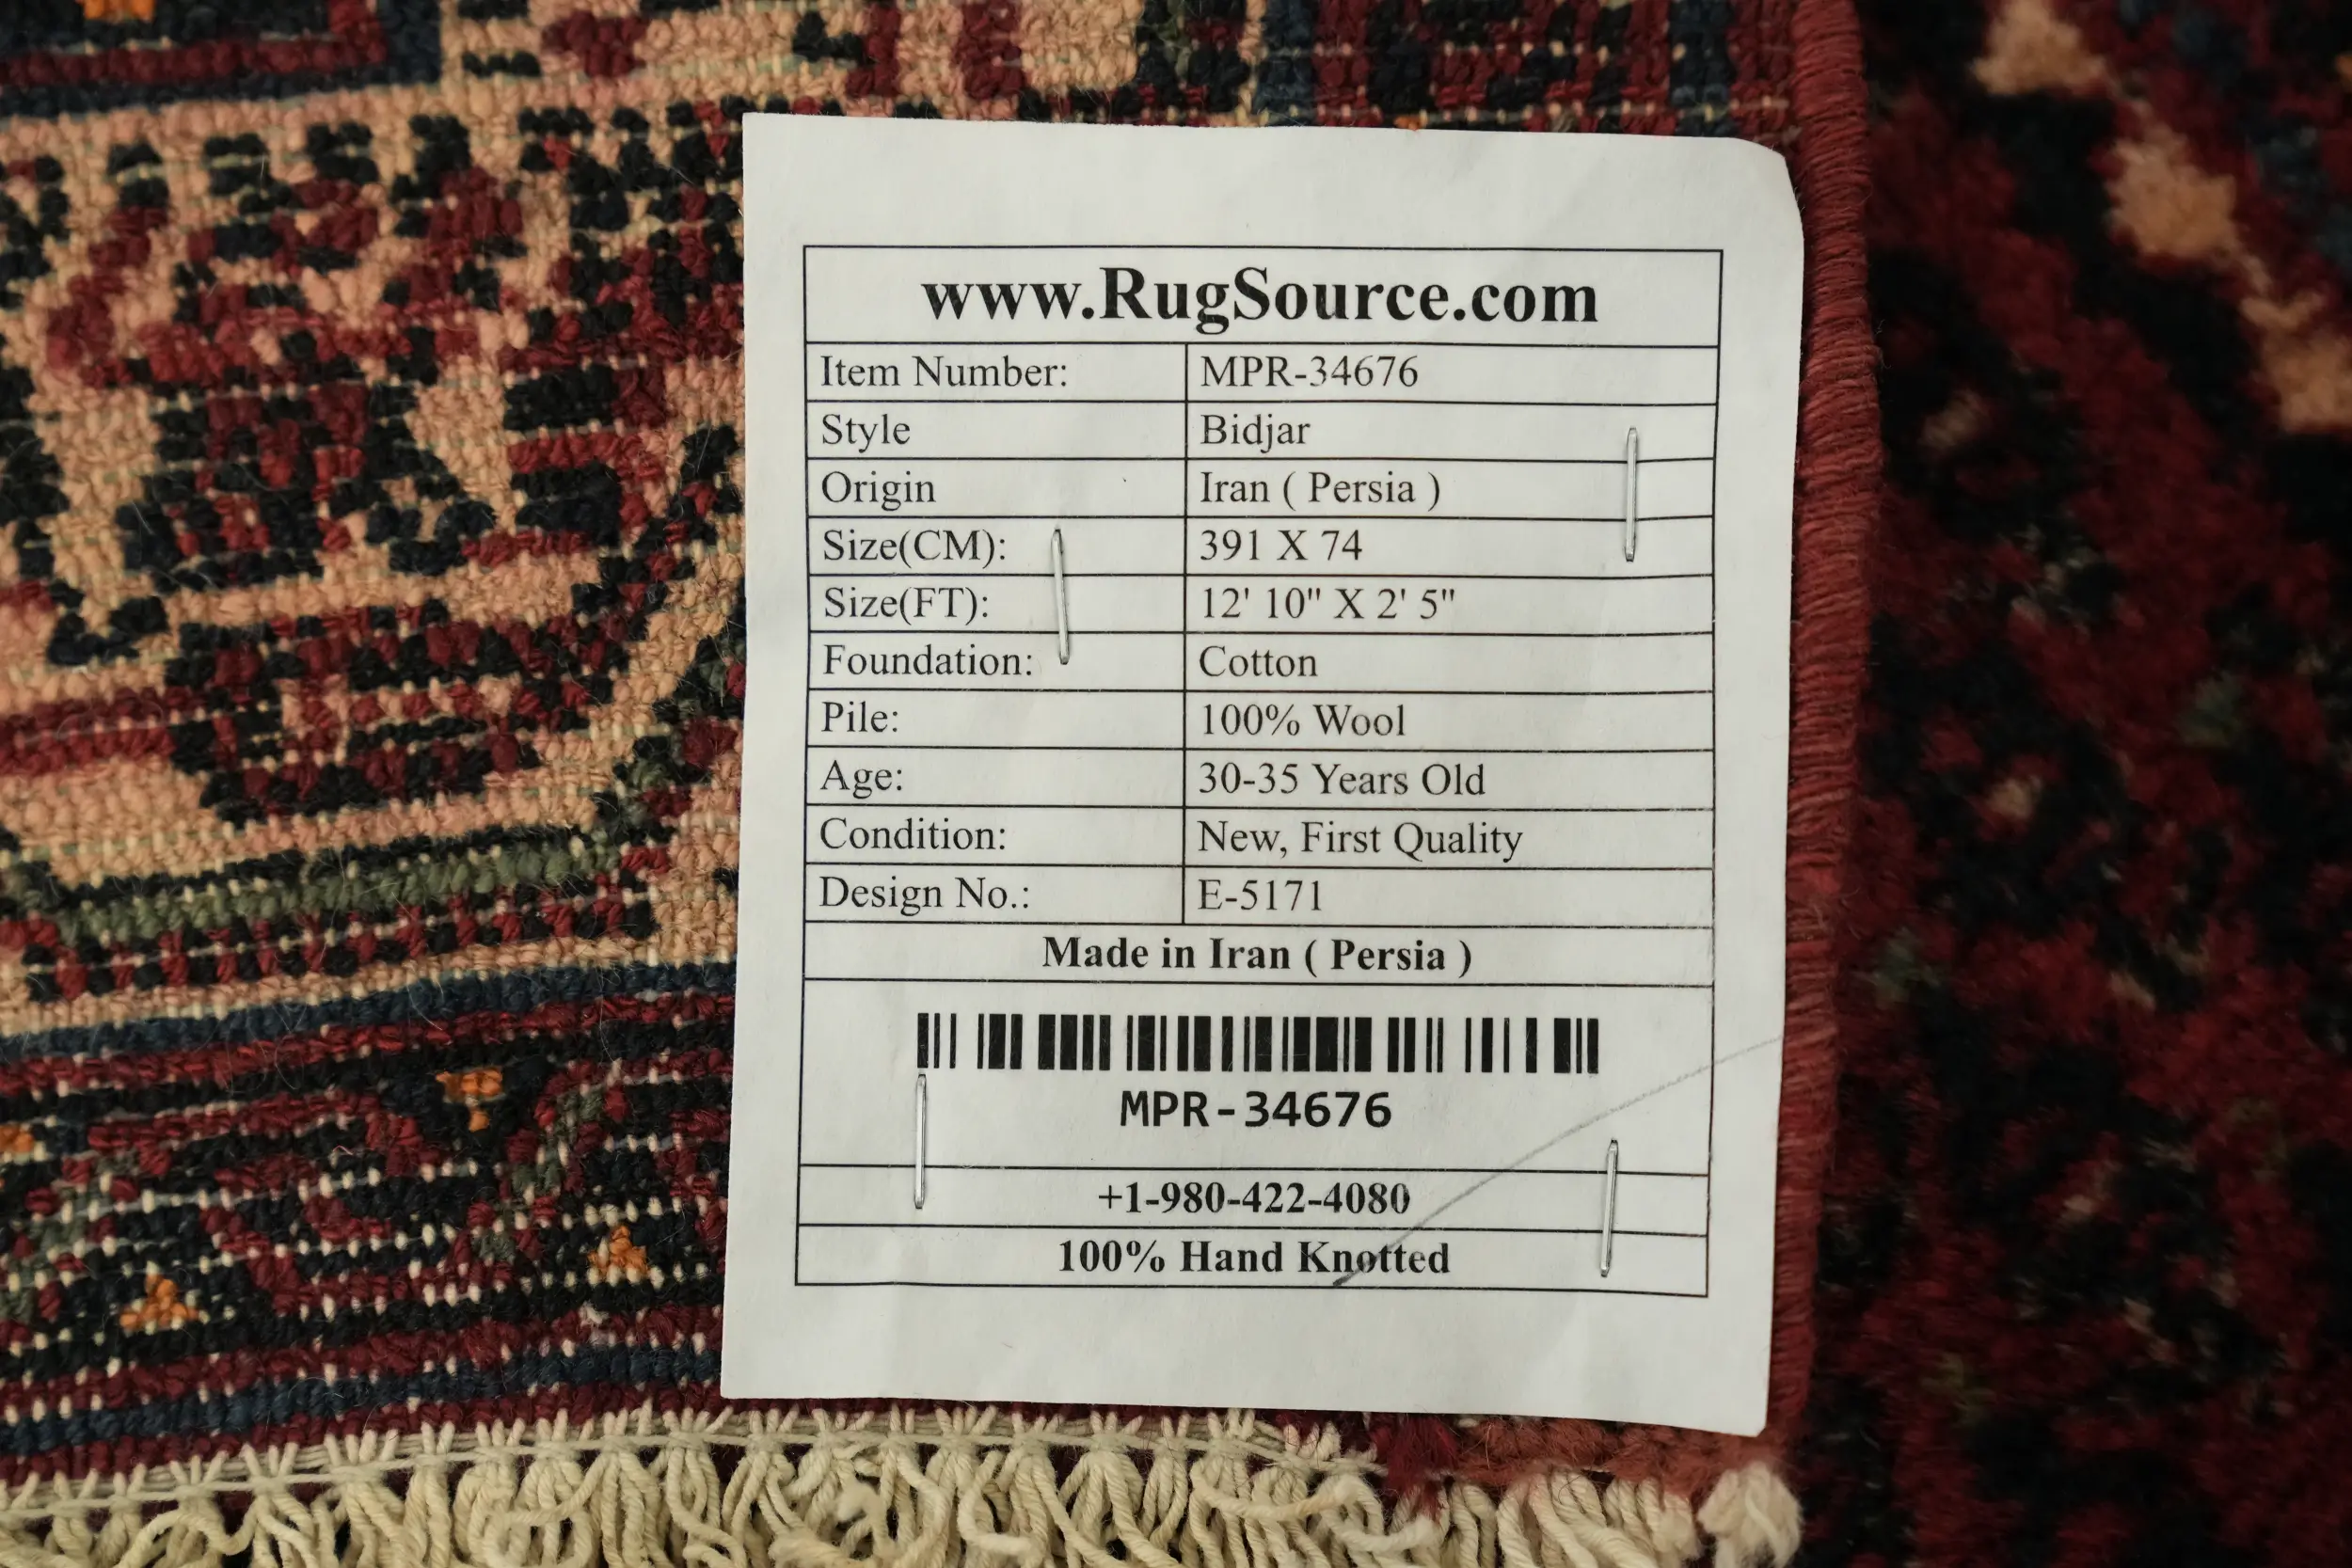 www.RugSource.com
Item Number: MPR-34676
Style Bidjar
Origin Iran ( Persia )
Size(CM): 391 X 74
Size(FT): 12' 10" X 2' 5"
Foundation: Cotton
Pile: 100% Wool
Age: 30-35 Years Old
Condition: New, First Quality
Design No.: E-5171
Made in Iran ( Persia )
MPR-34676
+1-980-422-4080
100% Hand Knotted